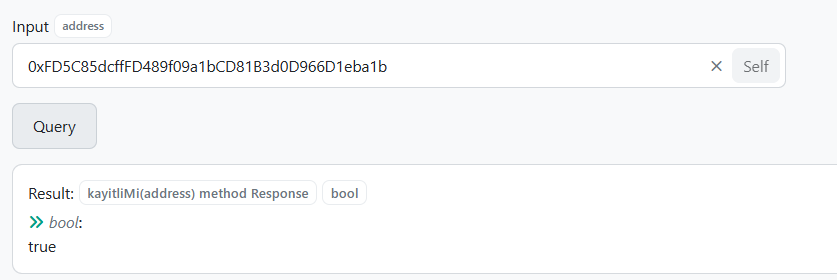 Input address
0xFD5C85dcffFD489f09a1bCD81B3d0D966D1eba1b Self
Query
Result: kayitliMi(address) method Response bool
bool:
true